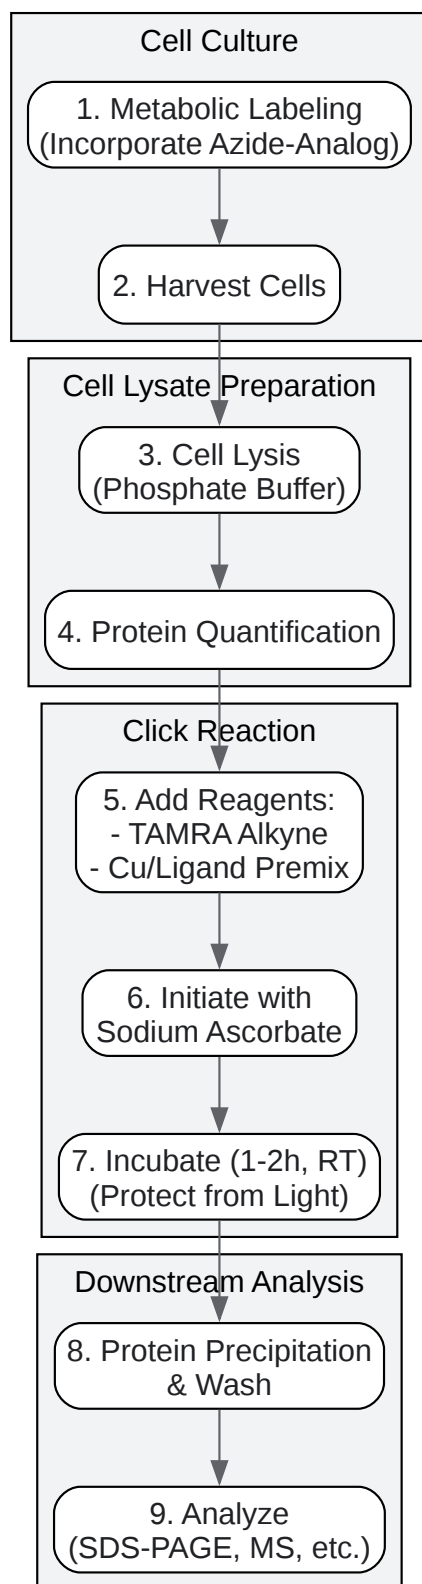 Cell Culture
1. Metabolic Labeling
(Incorporate Azide-Analog)
2. Harvest Cells
Cell Lysate Preparation
3. Cell Lysis
(Phosphate Buffer)
4. Protein Quantification
Click Reaction
5. Add Reagents:
- TAMRA Alkyne
- Cu/Ligand Premix
6. Initiate with
Sodium Ascorbate
7. Incubate (1-2h, RT)
(Protect from Light)
Downstream Analysis
8. Protein Precipitation
& Wash
9. Analyze
(SDS-PAGE, MS, etc.)